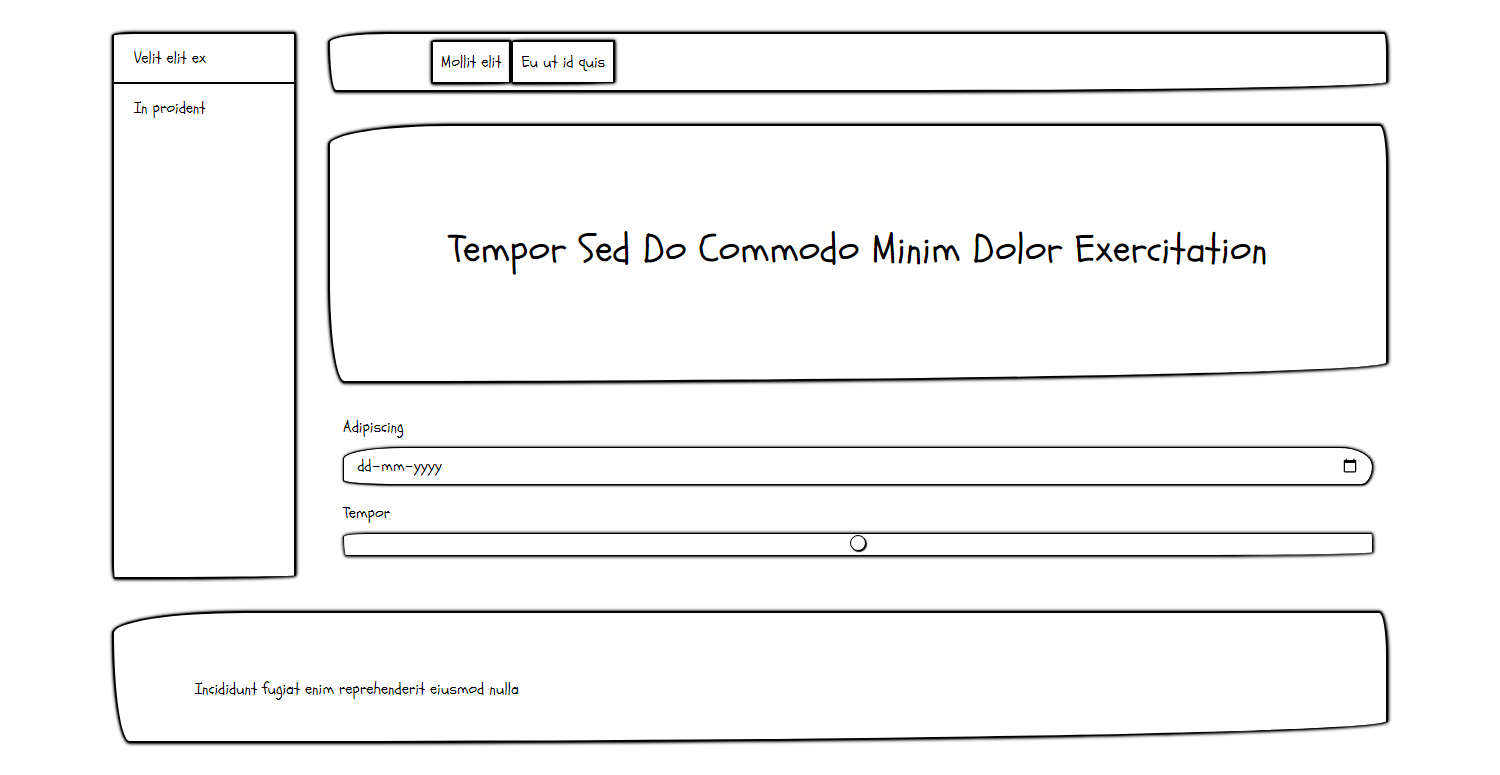 Velit elit ex
In proident
Mollit elit
Eu ut id quis
Tempor Sed Do Commodo Minim Dolor Exercitation
Adipiscing
dd-mm-yyyy
Tempor
Incididunt fugiat enim reprehenderit eiusmod nulla